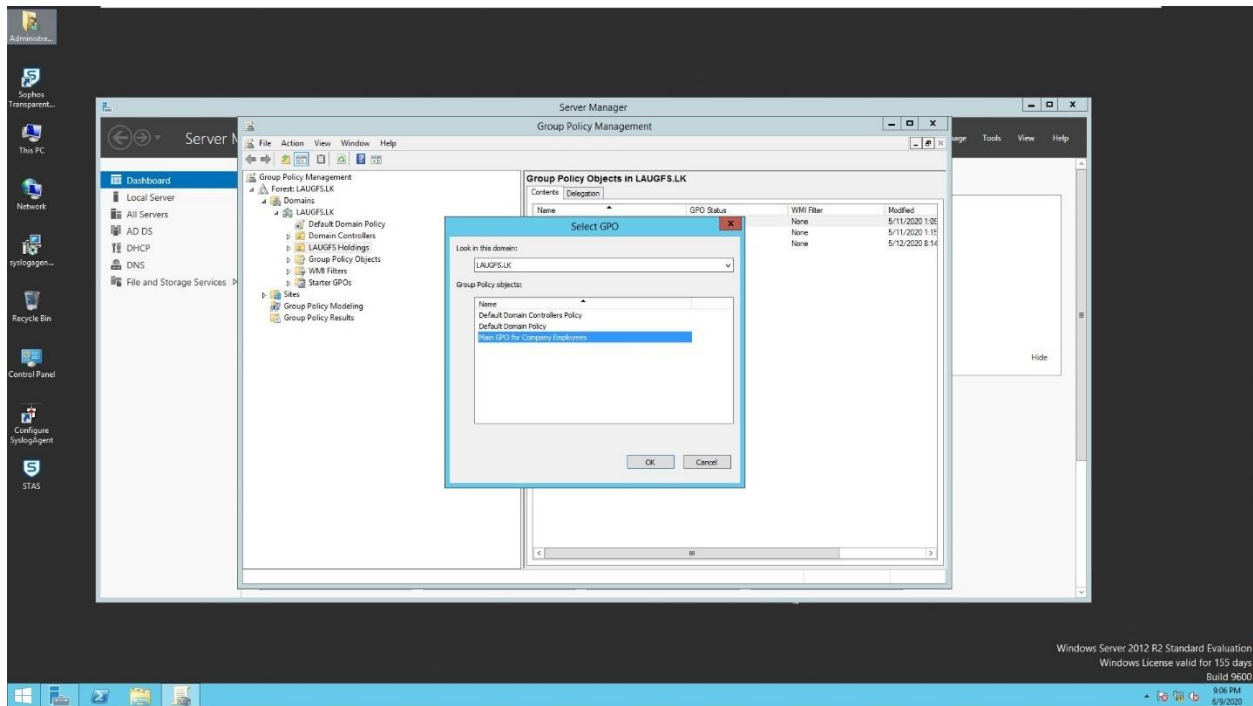 Administra...
Sophos
Transparent...
This PC
Network
syslogagen...
Recycle Bin
Control Panel
Configure
SyslogAgent
STAS
Server Manager
Server M
Tools View Help
Dashboard
Local Server
All Servers
AD DS
DHCP
DNS
File and Storage Services
Hide
Group Policy Management
File Action View Window Help
Group Policy Management
Forest: LAUGFS.LK
Domains
LAUGFS.LK
Default Domain Policy
Domain Controllers
LAUGFS Holdings
Group Policy Objects
WMI Filters
Starter GPOs
Sites
Group Policy Modeling
Group Policy Results
Group Policy Objects in LAUGFS.LK
Contents Delegation
Name GPO Status WMI Filter Modified
None 5/11/2020 1:05
None 5/11/2020 1:15
None 5/12/2020 8:14
Select GPO
Look in this domain:
LAUGFS.LK
Group Policy objects:
Name
Default Domain Controllers Policy
Default Domain Policy
Main GPO for Company Employees
OK Cancel
Windows Server 2012 R2 Standard Evaluation
Windows License valid for 155 days
Build 9600
9:06 PM
6/9/2020